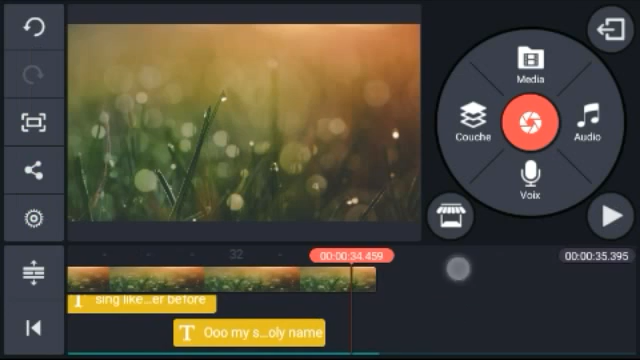 Media
Couche
Audio
Voix
32
00:00:34.459
00:00:35.395
T sing like...er before
T Ooo my s...oly name